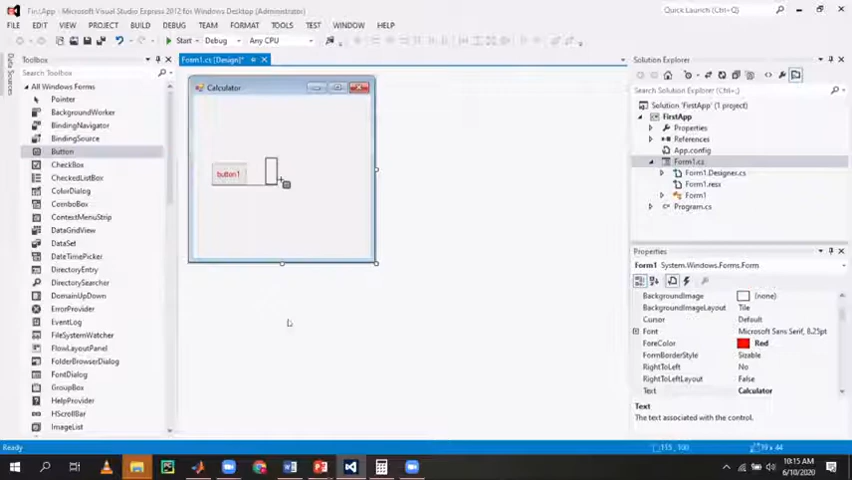 FirstApp - Microsoft Visual Studio Express 2012 for Windows Desktop (Administrator)
Quick Launch (Ctrl+Q)
FILE EDIT VIEW PROJECT BUILD DEBUG TEAM FORMAT TOOLS TEST WINDOW HELP
Start Debug Any CPU
Data Sources
Toolbox
Search Toolbox
All Windows Forms
Pointer
BackgroundWorker
BindingNavigator
BindingSource
Button
CheckBox
CheckedListBox
ColorDialog
ComboBox
ContextMenuStrip
DataGridView
DataSet
DateTimePicker
DirectoryEntry
DirectorySearcher
DomainUpDown
ErrorProvider
EventLog
FileSystemWatcher
FlowLayoutPanel
FolderBrowserDialog
FontDialog
GroupBox
HelpProvider
HScrollBar
ImageList
Form1.cs [Design]*
Calculator
button1
Solution Explorer
Search Solution Explorer (Ctrl+;)
Solution 'FirstApp' (1 project)
FirstApp
Properties
References
App.config
Form1.cs
Form1.Designer.cs
Form1.resx
Form1
Program.cs
Properties
Form1 System.Windows.Forms.Form
BackgroundImage (none)
BackgroundImageLayout Tile
Cursor Default
Font Microsoft Sans Serif, 8.25pt
ForeColor Red
FormBorderStyle Sizable
RightToLeft No
RightToLeftLayout False
Text Calculator
Text
The text associated with the control.
Ready
10:15 AM
6/10/2020